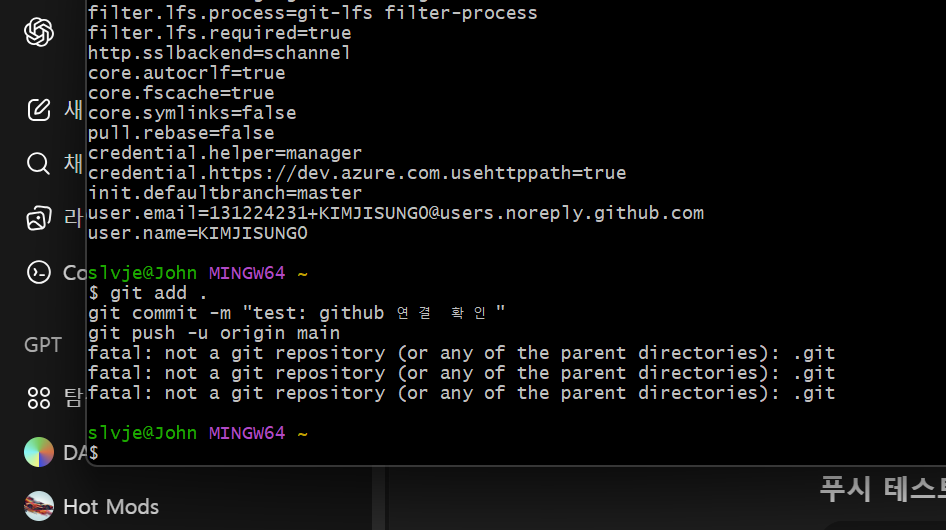 filter.lfs.process=git-lfs filter-process
filter.lfs.required=true
http.sslbackend=schannel
core.autocrlf=true
core.fscache=true
core.symlinks=false
pull.rebase=false
credential.helper=manager
credential.https://dev.azure.com.usehttppath=true
init.defaultbranch=master
user.email=131224231+KIMJISUNGO@users.noreply.github.com
user.name=KIMJISUNGO
slvje@John MINGW64 ~
$ git add .
git commit -m "test: github 연결 확인"
git push -u origin main
fatal: not a git repository (or any of the parent directories): .git
fatal: not a git repository (or any of the parent directories): .git
fatal: not a git repository (or any of the parent directories): .git
slvje@John MINGW64 ~
$
새
채
라
Co
GPT
탐
DA
Hot Mods
푸시 테스트